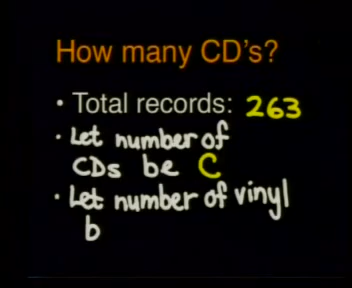 How many CD's?
• Total records: 263
• Let number of
CDs be C
• Let number of vinyl
b